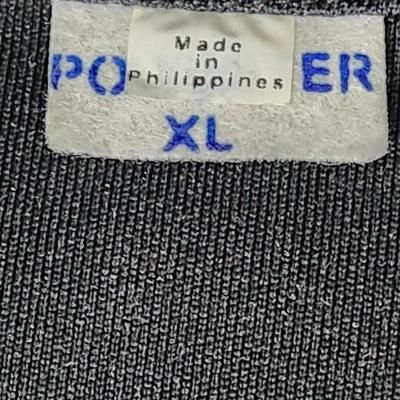 Made
in
Philippines
PO ER
XL